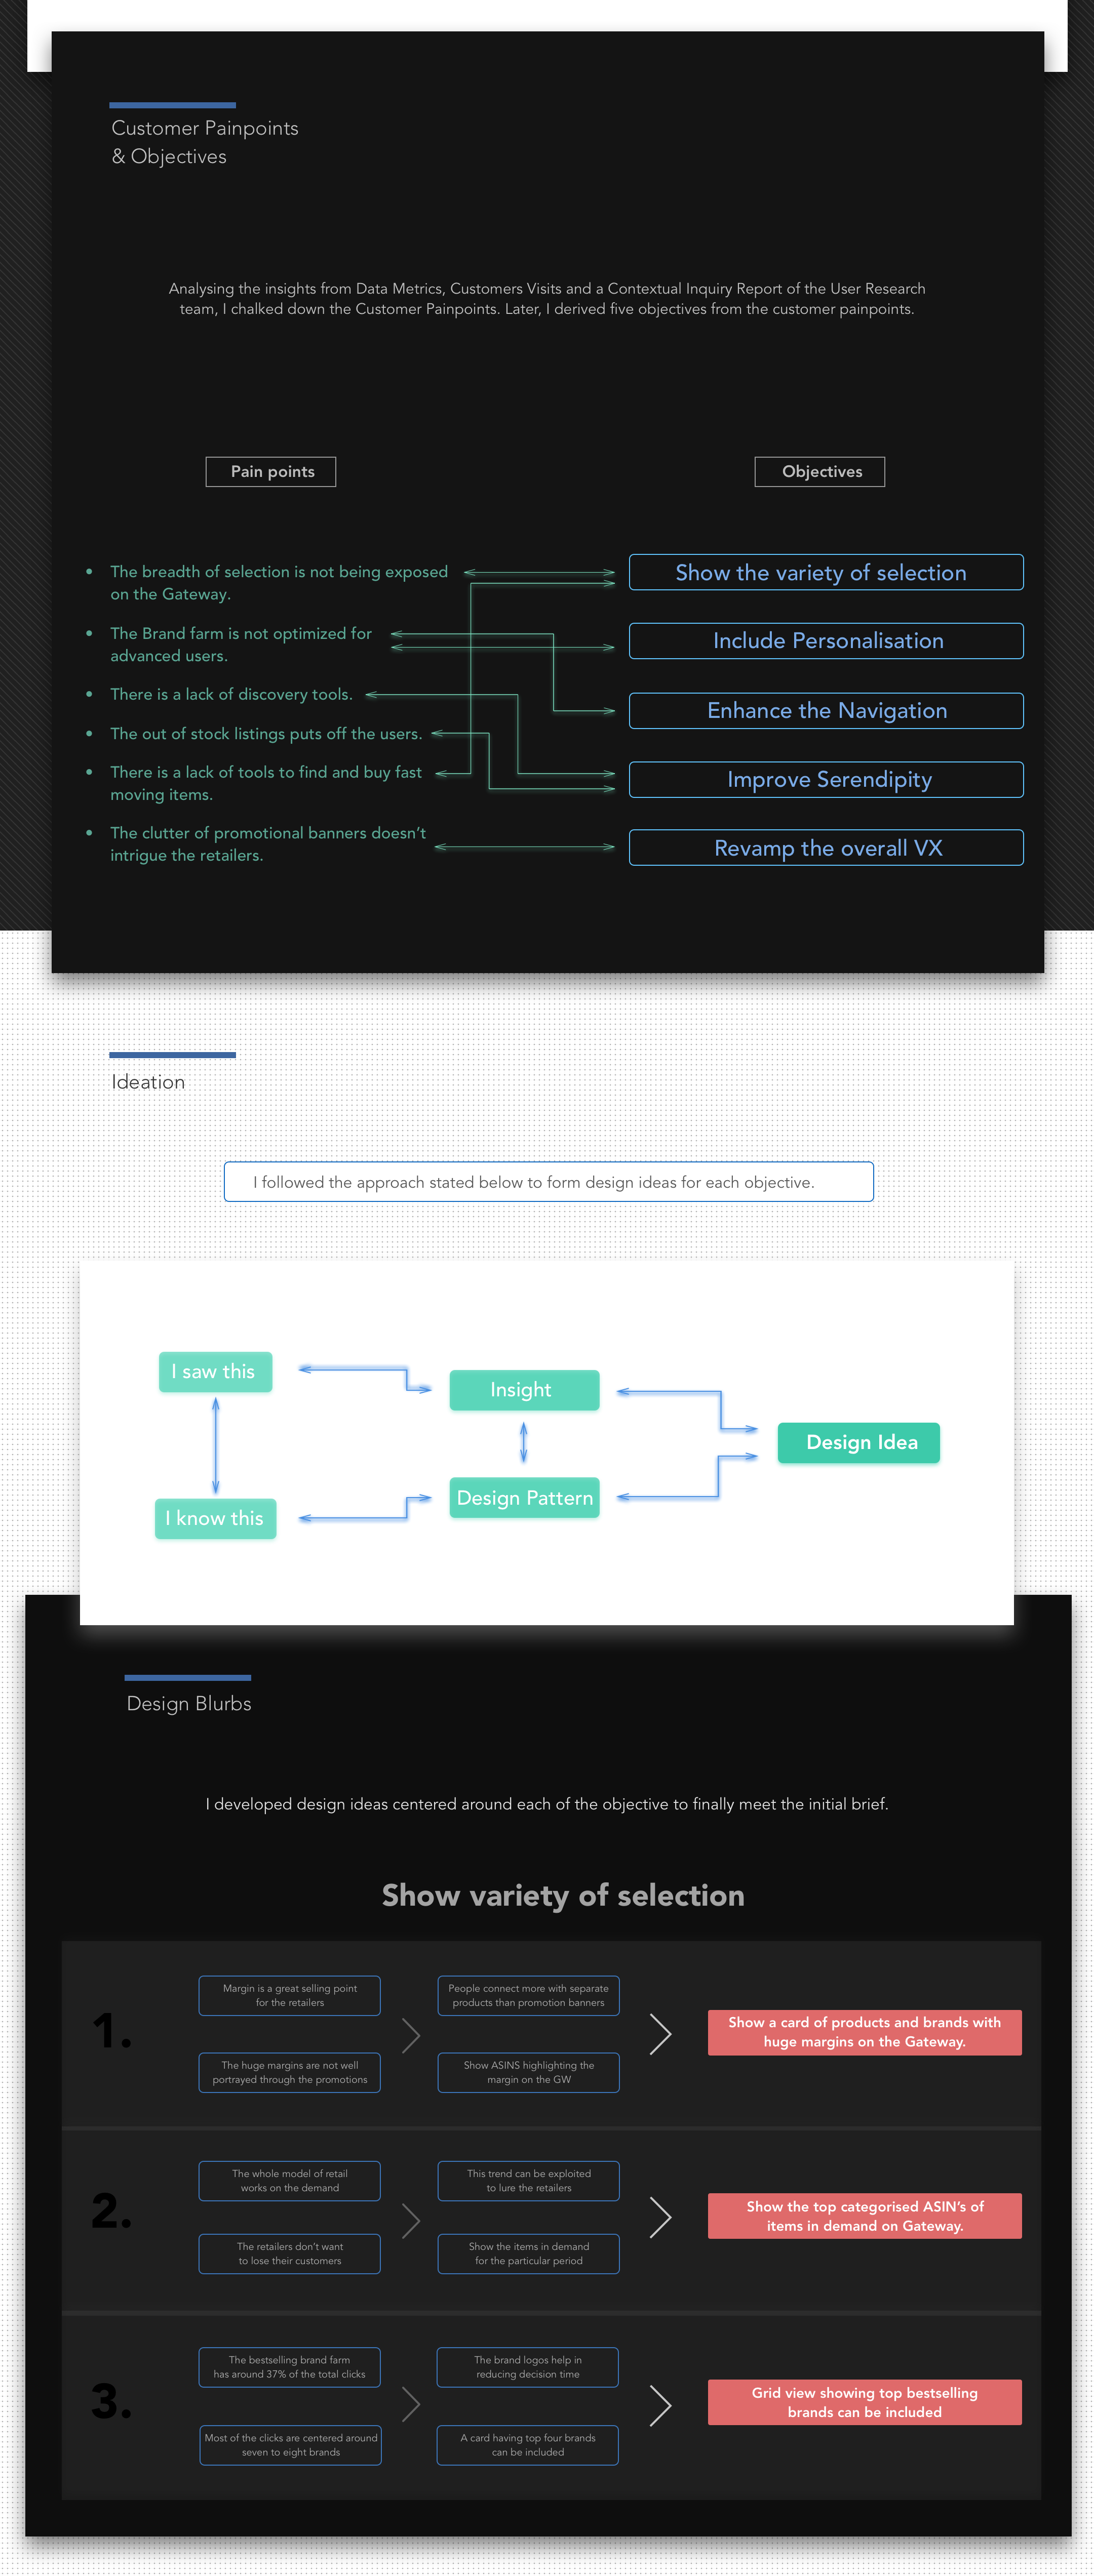 Customer Painpoints
& Objectives
Analysing the insights from Data Metrics, Customers Visits and a Contextual Inquiry Report of the User Research
team, I chalked down the Customer Painpoints. Later, I derived five objectives from the customer painpoints.
Pain points
Objectives
• The breadth of selection is not being exposed
on the Gateway.
• The Brand farm is not optimized for
advanced users.
• There is a lack of discovery tools.
• The out of stock listings puts off the users.
• There is a lack of tools to find and buy fast
moving items.
• The clutter of promotional banners doesn’t
intrigue the retailers.
Show the variety of selection
Include Personalisation
Enhance the Navigation
Improve Serendipity
Revamp the overall VX
Ideation
I followed the approach stated below to form design ideas for each objective.
I saw this
Insight
Design Idea
Design Pattern
I know this
Design Blurbs
I developed design ideas centered around each of the objective to finally meet the initial brief.
Show variety of selection
1.
Margin is a great selling point
for the retailers
The huge margins are not well
portrayed through the promotions
People connect more with separate
products than promotion banners
Show ASINS highlighting the
margin on the GW
Show a card of products and brands with
huge margins on the Gateway.
2.
The whole model of retail
works on the demand
The retailers don't want
to lose their customers
This trend can be exploited
to lure the retailers
Show the items in demand
for the particular period
Show the top categorised ASIN’s of
items in demand on Gateway.
3.
The bestselling brand farm
has around 37% of the total clicks
Most of the clicks are centered around
seven to eight brands
The brand logos help in
reducing decision time
A card having top four brands
can be included
Grid view showing top bestselling
brands can be included